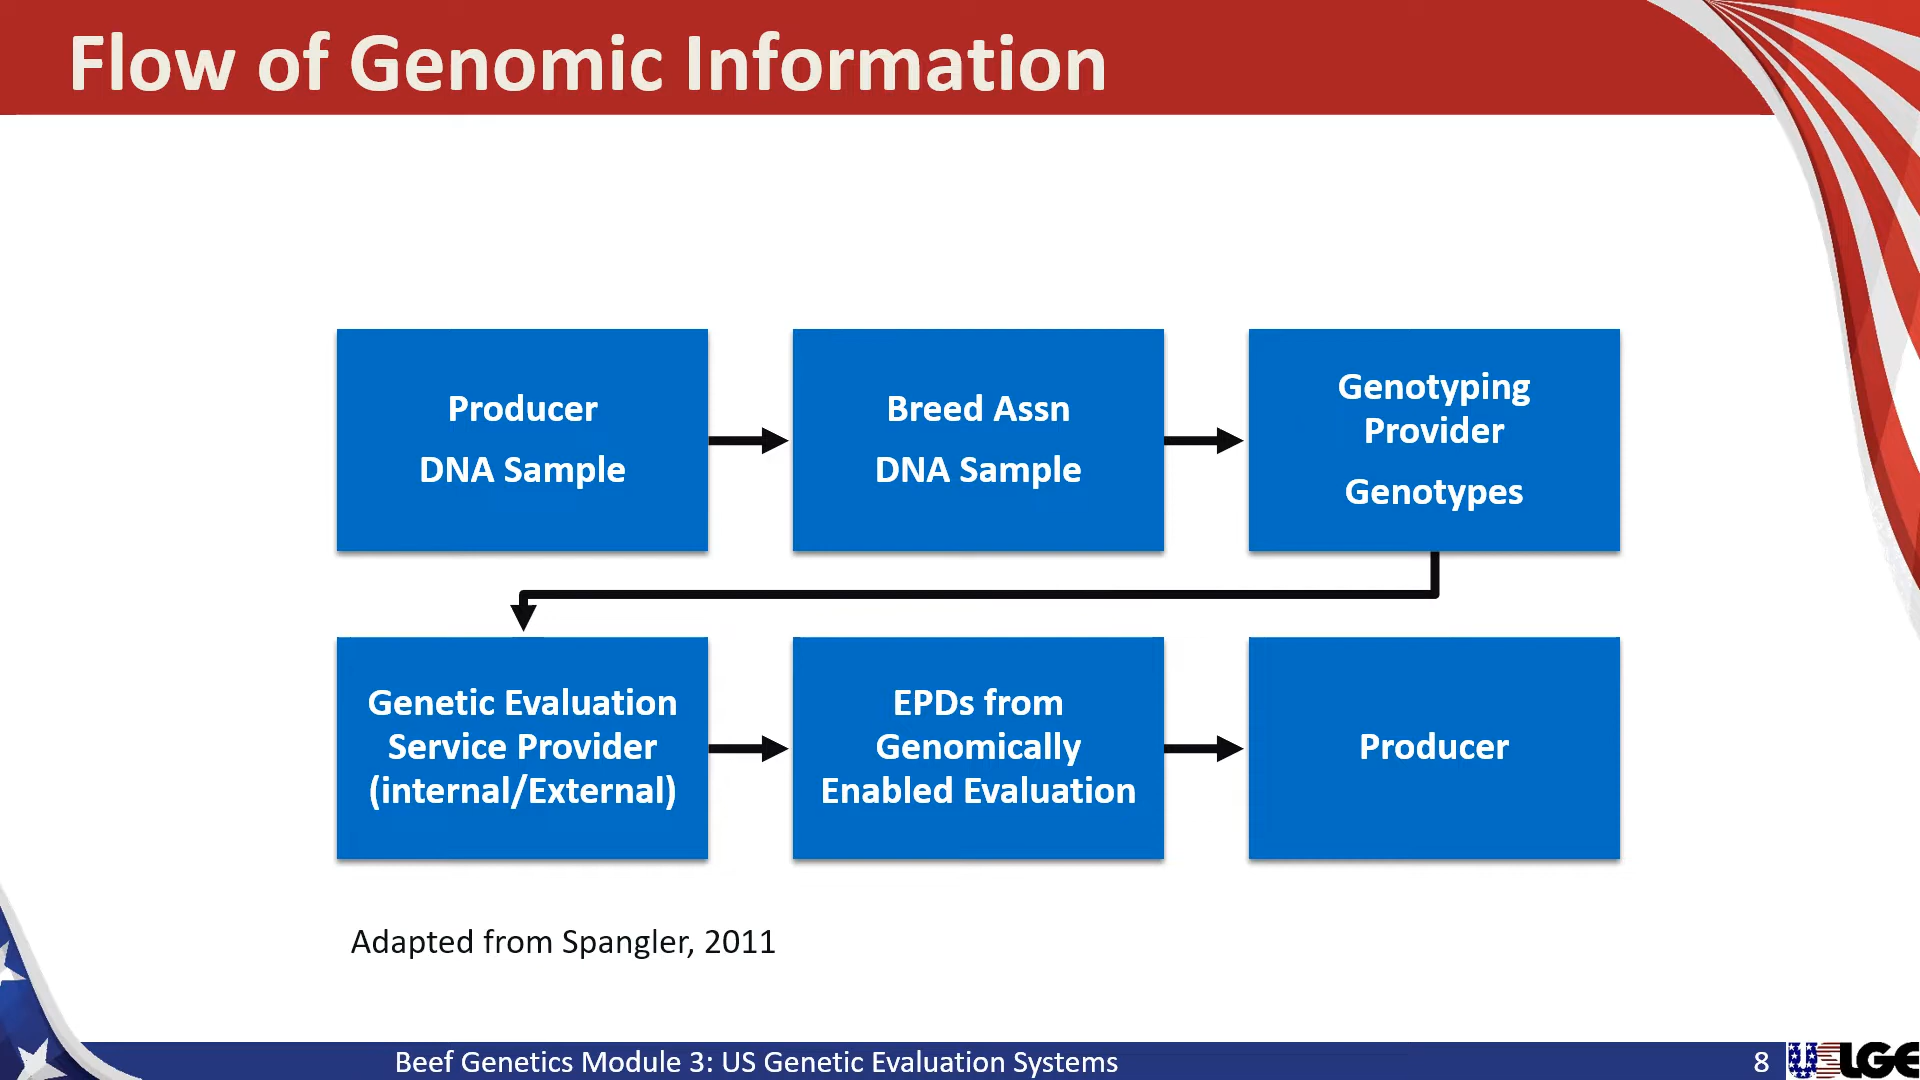 Flow of Genomic Information
Producer
DNA Sample
Breed Assn
DNA Sample
Genotyping
Provider
Genotypes
Genetic Evaluation
Service Provider
(internal/External)
EPDs from
Genomically
Enabled Evaluation
Producer
Adapted from Spangler, 2011
Beef Genetics Module 3: US Genetic Evaluation Systems
8
USLGE